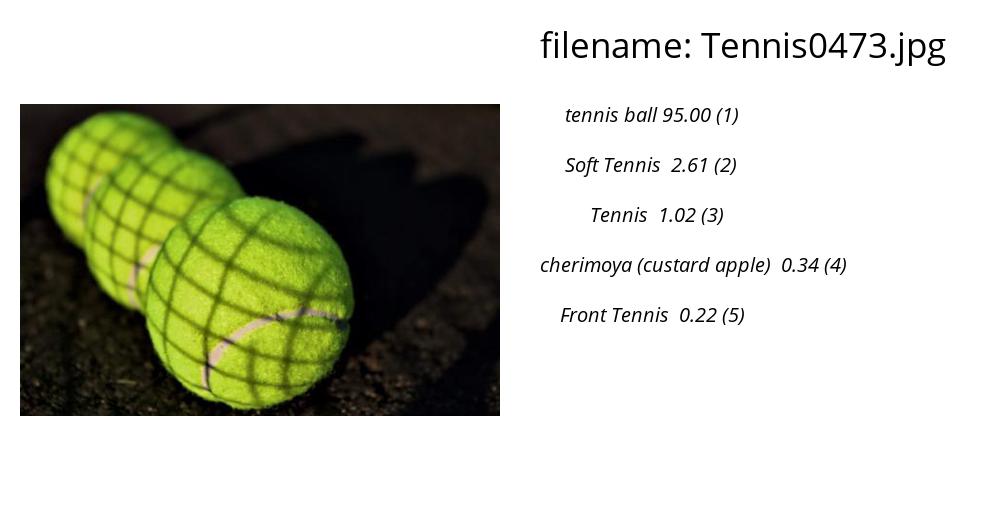 filename: Tennis0473.jpg
tennis ball 95.00 (1)
Soft Tennis 2.61 (2)
Tennis 1.02 (3)
cherimoya (custard apple) 0.34 (4)
Front Tennis 0.22 (5)